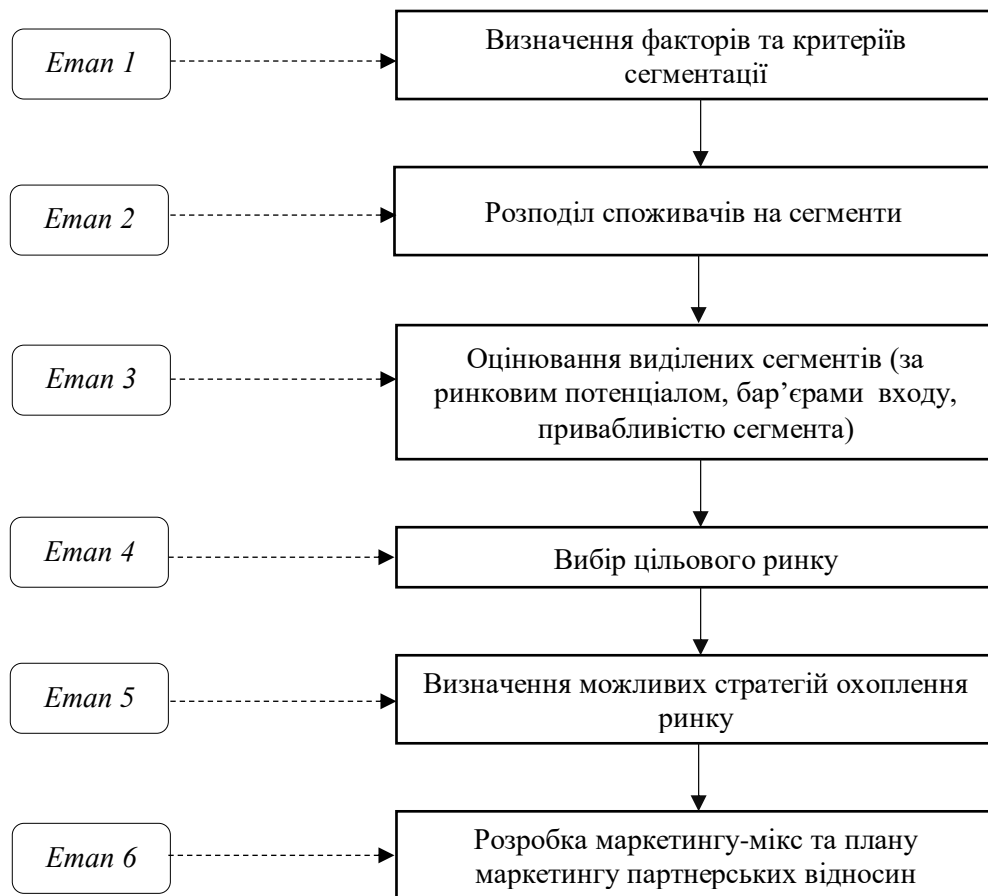 Етап 1
Визначення факторів та критеріїв
сегментації
Етап 2
Розподіл споживачів на сегменти
Етап 3
Оцінювання виділених сегментів (за
ринковим потенціалом, бар’єрами входу,
привабливістю сегмента)
Етап 4
Вибір цільового ринку
Етап 5
Визначення можливих стратегій охоплення
ринку
Етап 6
Розробка маркетингу-мікс та плану
маркетингу партнерських відносин